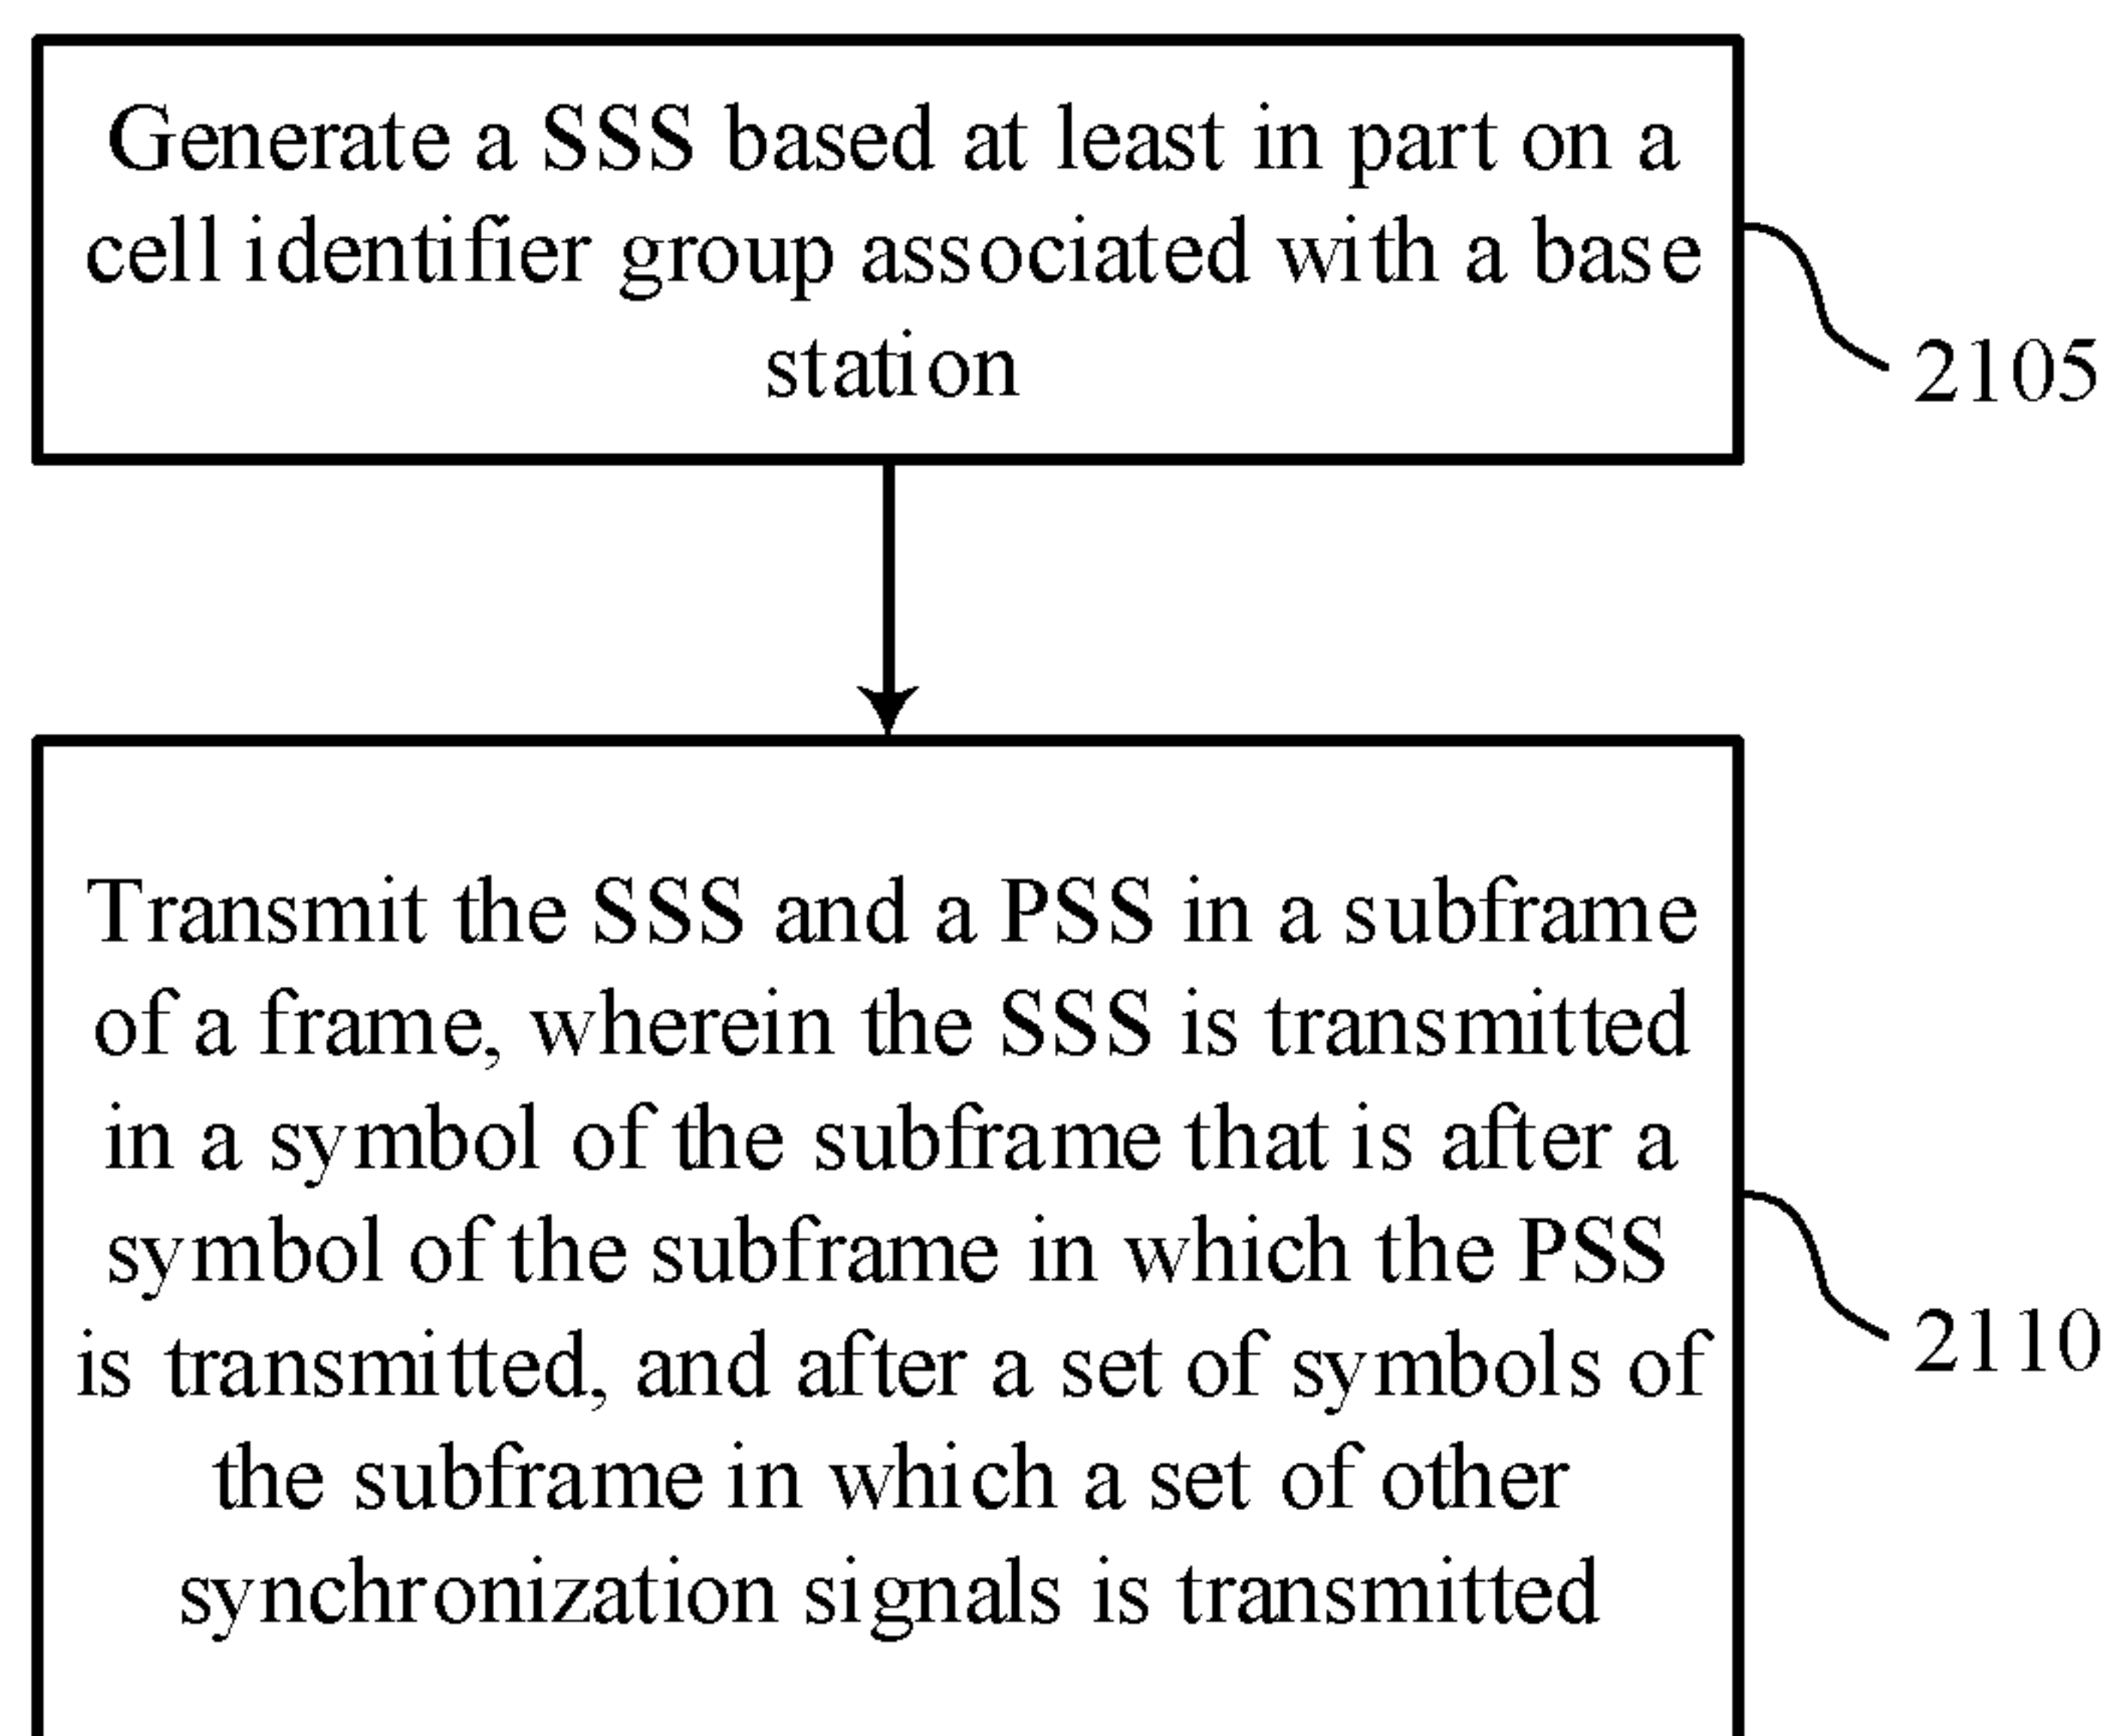 Generate a SSS based at least in part on a
cell identifier group associated with a base
station
2105
Transmit the SSS and a PSS in a subframe
of a frame, wherein the SSS is transmitted
in a symbol of the subframe that is after a
symbol of the subframe in which the PSS
is transmitted, and after a set of symbols of
the subframe in which a set of other
synchronization signals is transmitted
2110